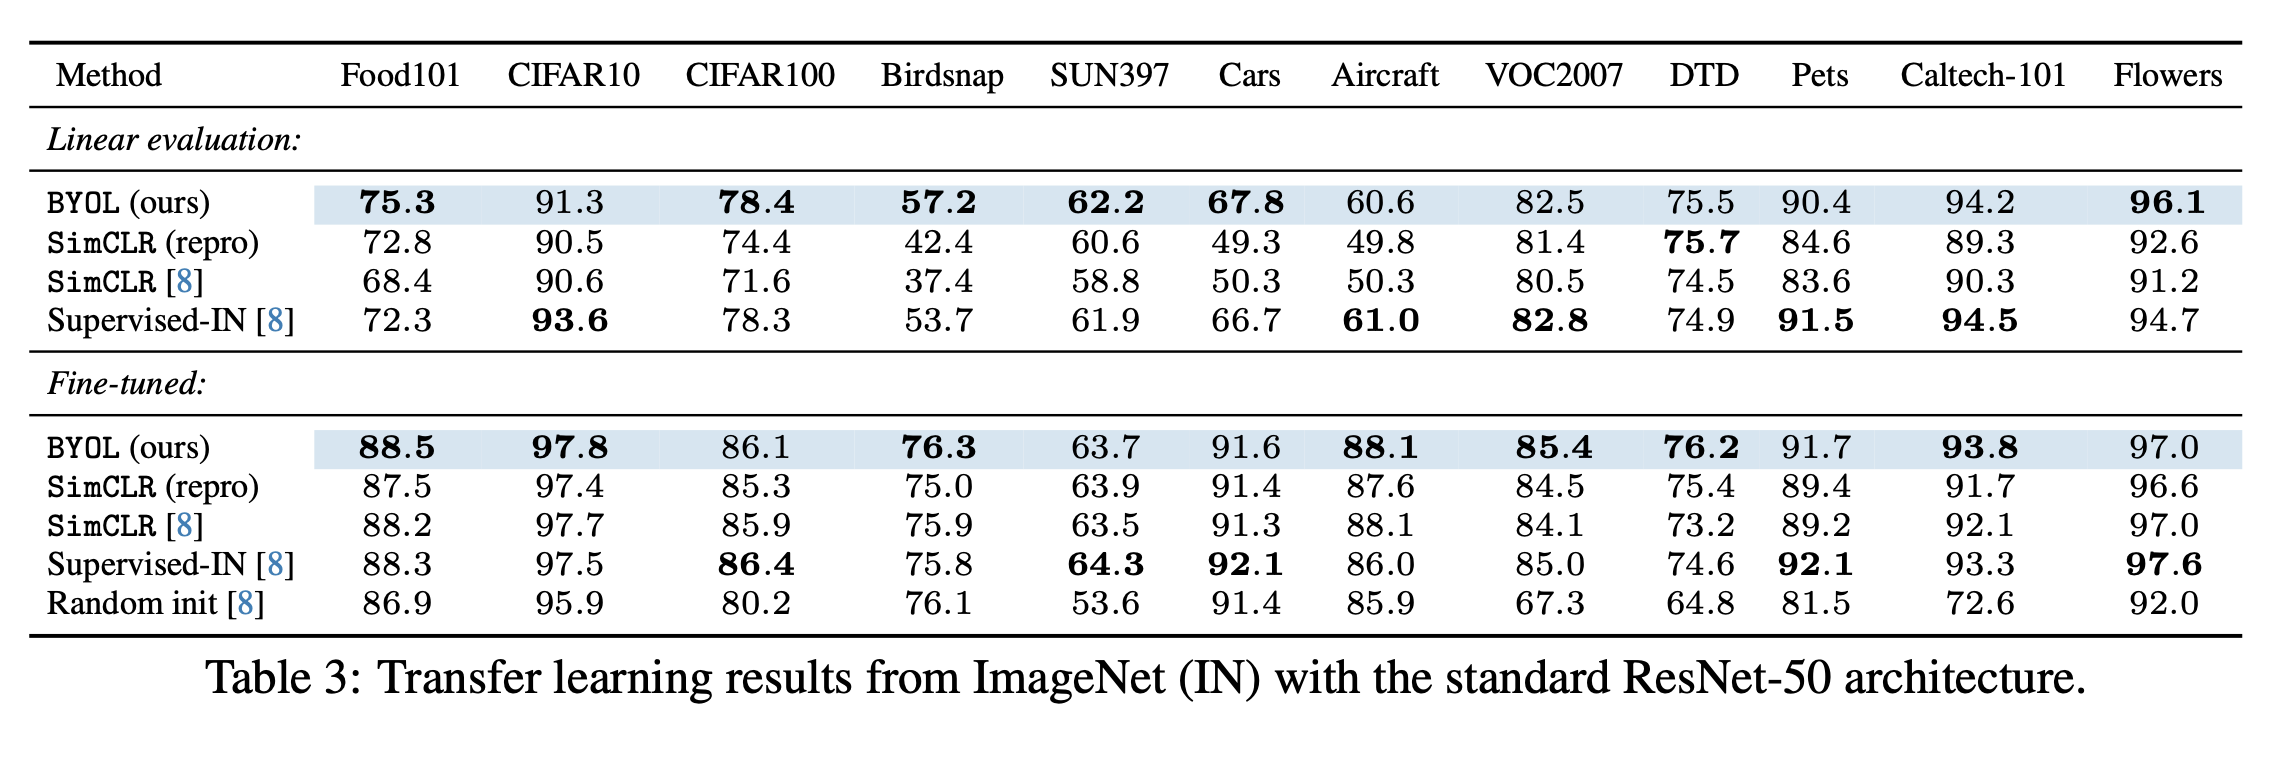 Method Food101 CIFAR10 CIFAR100 Birdsnap SUN397 Cars Aircraft VOC2007 DTD Pets Caltech-101 Flowers
Linear evaluation:
BYOL (ours) 75.3 91.3 78.4 57.2 62.2 67.8 60.6 82.5 75.5 90.4 94.2 96.1
SimCLR (repro) 72.8 90.5 74.4 42.4 60.6 49.3 49.8 81.4 75.7 84.6 89.3 92.6
SimCLR [8] 68.4 90.6 71.6 37.4 58.8 50.3 50.3 80.5 74.5 83.6 90.3 91.2
Supervised-IN [8] 72.3 93.6 78.3 53.7 61.9 66.7 61.0 82.8 74.9 91.5 94.5 94.7
Fine-tuned:
BYOL (ours) 88.5 97.8 86.1 76.3 63.7 91.6 88.1 85.4 76.2 91.7 93.8 97.0
SimCLR (repro) 87.5 97.4 85.3 75.0 63.9 91.4 87.6 84.5 75.4 89.4 91.7 96.6
SimCLR [8] 88.2 97.7 85.9 75.9 63.5 91.3 88.1 84.1 73.2 89.2 92.1 97.0
Supervised-IN [8] 88.3 97.5 86.4 75.8 64.3 92.1 86.0 85.0 74.6 92.1 93.3 97.6
Random init [8] 86.9 95.9 80.2 76.1 53.6 91.4 85.9 67.3 64.8 81.5 72.6 92.0
Table 3: Transfer learning results from ImageNet (IN) with the standard ResNet-50 architecture.